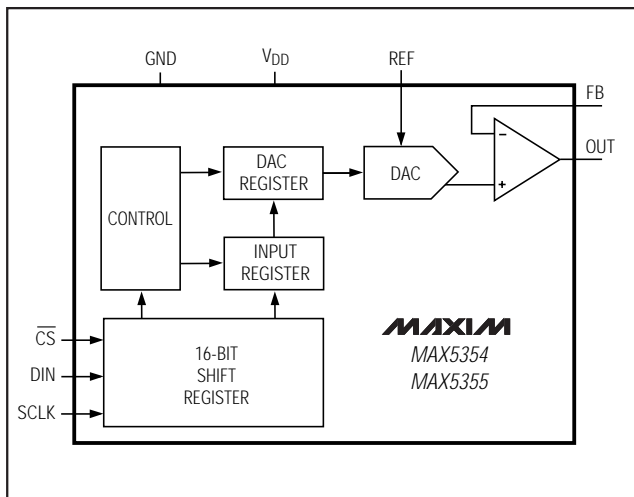 GND
VDD
REF
FB
OUT
DAC
REGISTER
DAC
CONTROL
INPUT
REGISTER
−
+
16-BIT
SHIFT
REGISTER
CS
DIN
SCLK
MAXIM
MAX5354
MAX5355